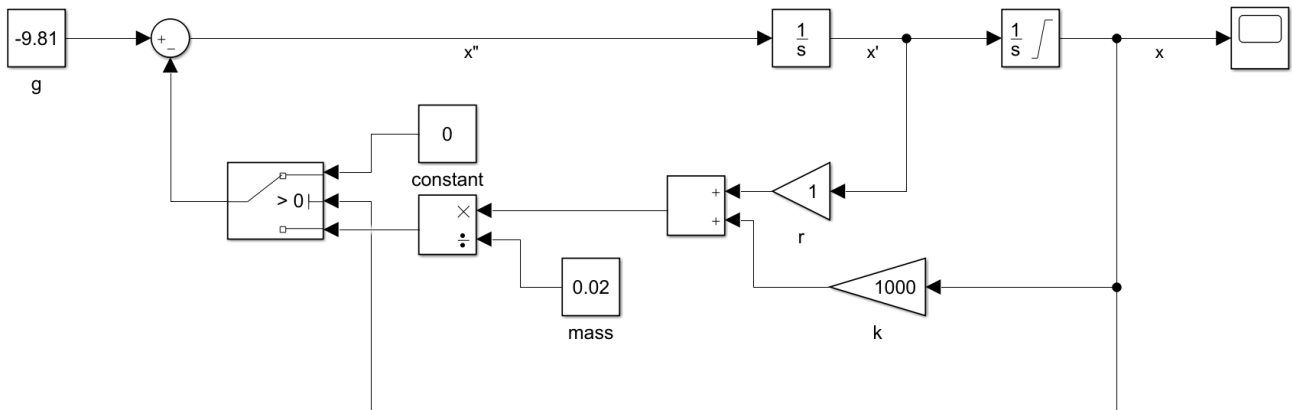 -9.81
g
+
−
x"
1
s
x'
1
s
x
0
constant
> 0
×
÷
+
+
1
r
0.02
mass
1000
k